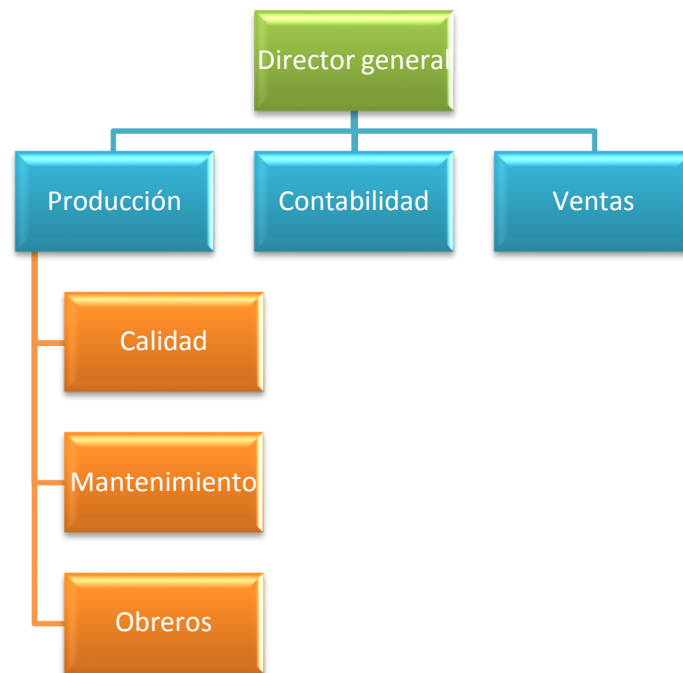 Director general
Producción
Contabilidad
Ventas
Calidad
Mantenimiento
Obreros